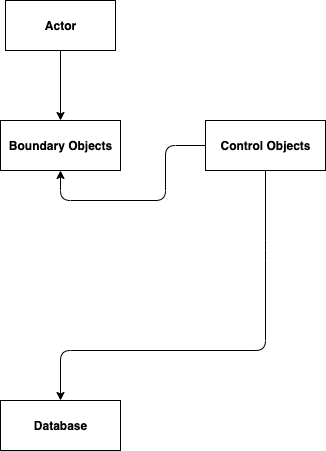 Actor
Boundary Objects
Control Objects
Database